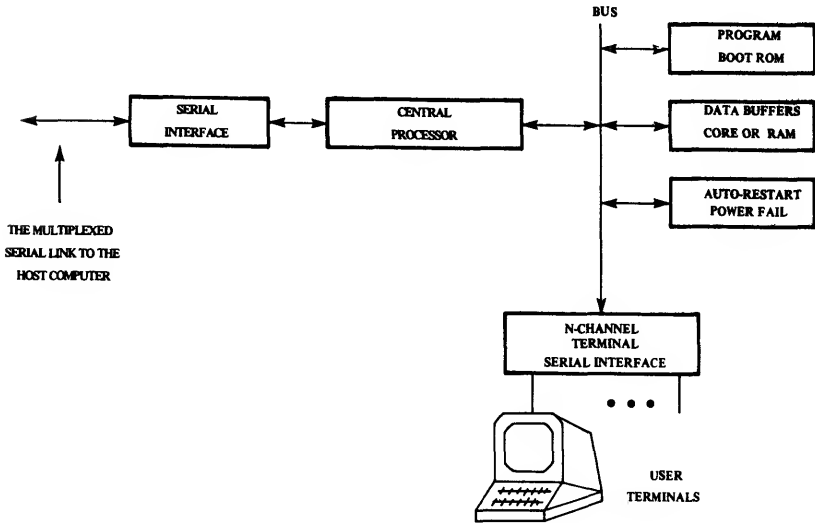 BUS
PROGRAM
BOOT ROM
SERIAL
INTERFACE
CENTRAL
PROCESSOR
DATA BUFFERS
CORE OR RAM
AUTO-RESTART
POWER FAIL
THE MULTIPLEXED
SERIAL LINK TO THE
HOST COMPUTER
N-CHANNEL
TERMINAL
SERIAL INTERFACE
USER
TERMINALS